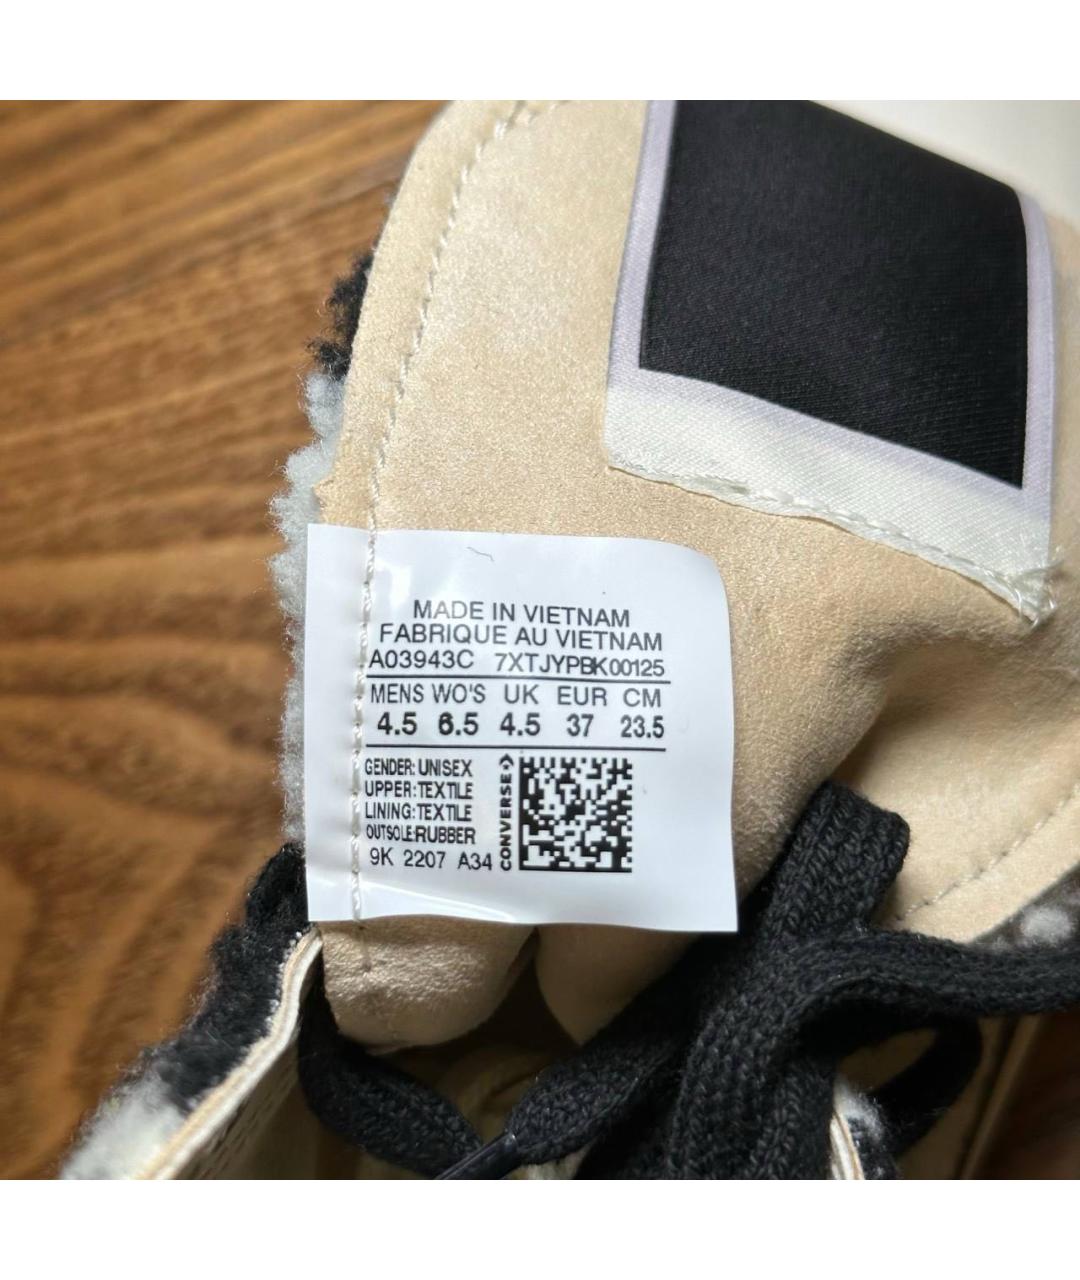 MADE IN VIETNAM
FABRIQUE AU VIETNAM
A03943C 7XTJYPBK00125
MENS WO'S UK EUR CM
4.5 6.5 4.5 37 23.5
GENDER: UNISEX
UPPER: TEXTILE
LINING: TEXTILE
OUTSOLE: RUBBER
9K 2207 A34
CONVERSE